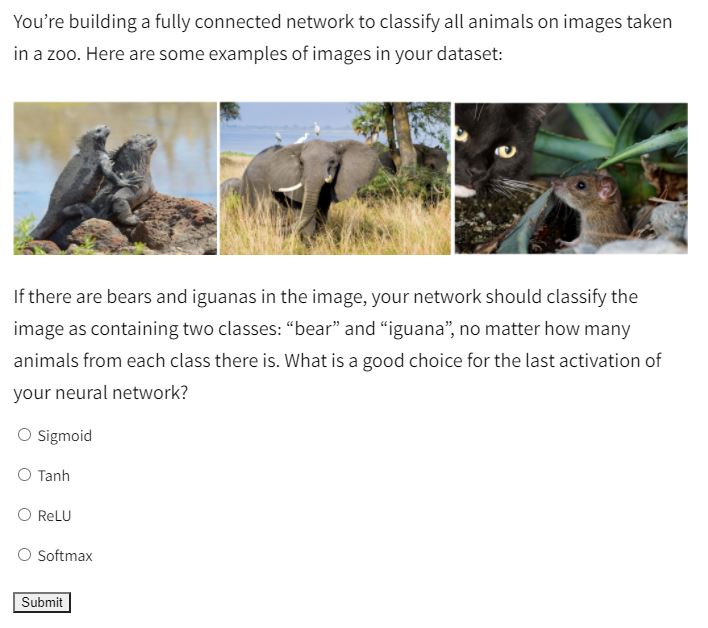 You’re building a fully connected network to classify all animals on images taken
in a zoo. Here are some examples of images in your dataset:
If there are bears and iguanas in the image, your network should classify the
image as containing two classes: “bear” and “iguana”, no matter how many
animals from each class there is. What is a good choice for the last activation of
your neural network?
Sigmoid
Tanh
ReLU
Softmax
Submit